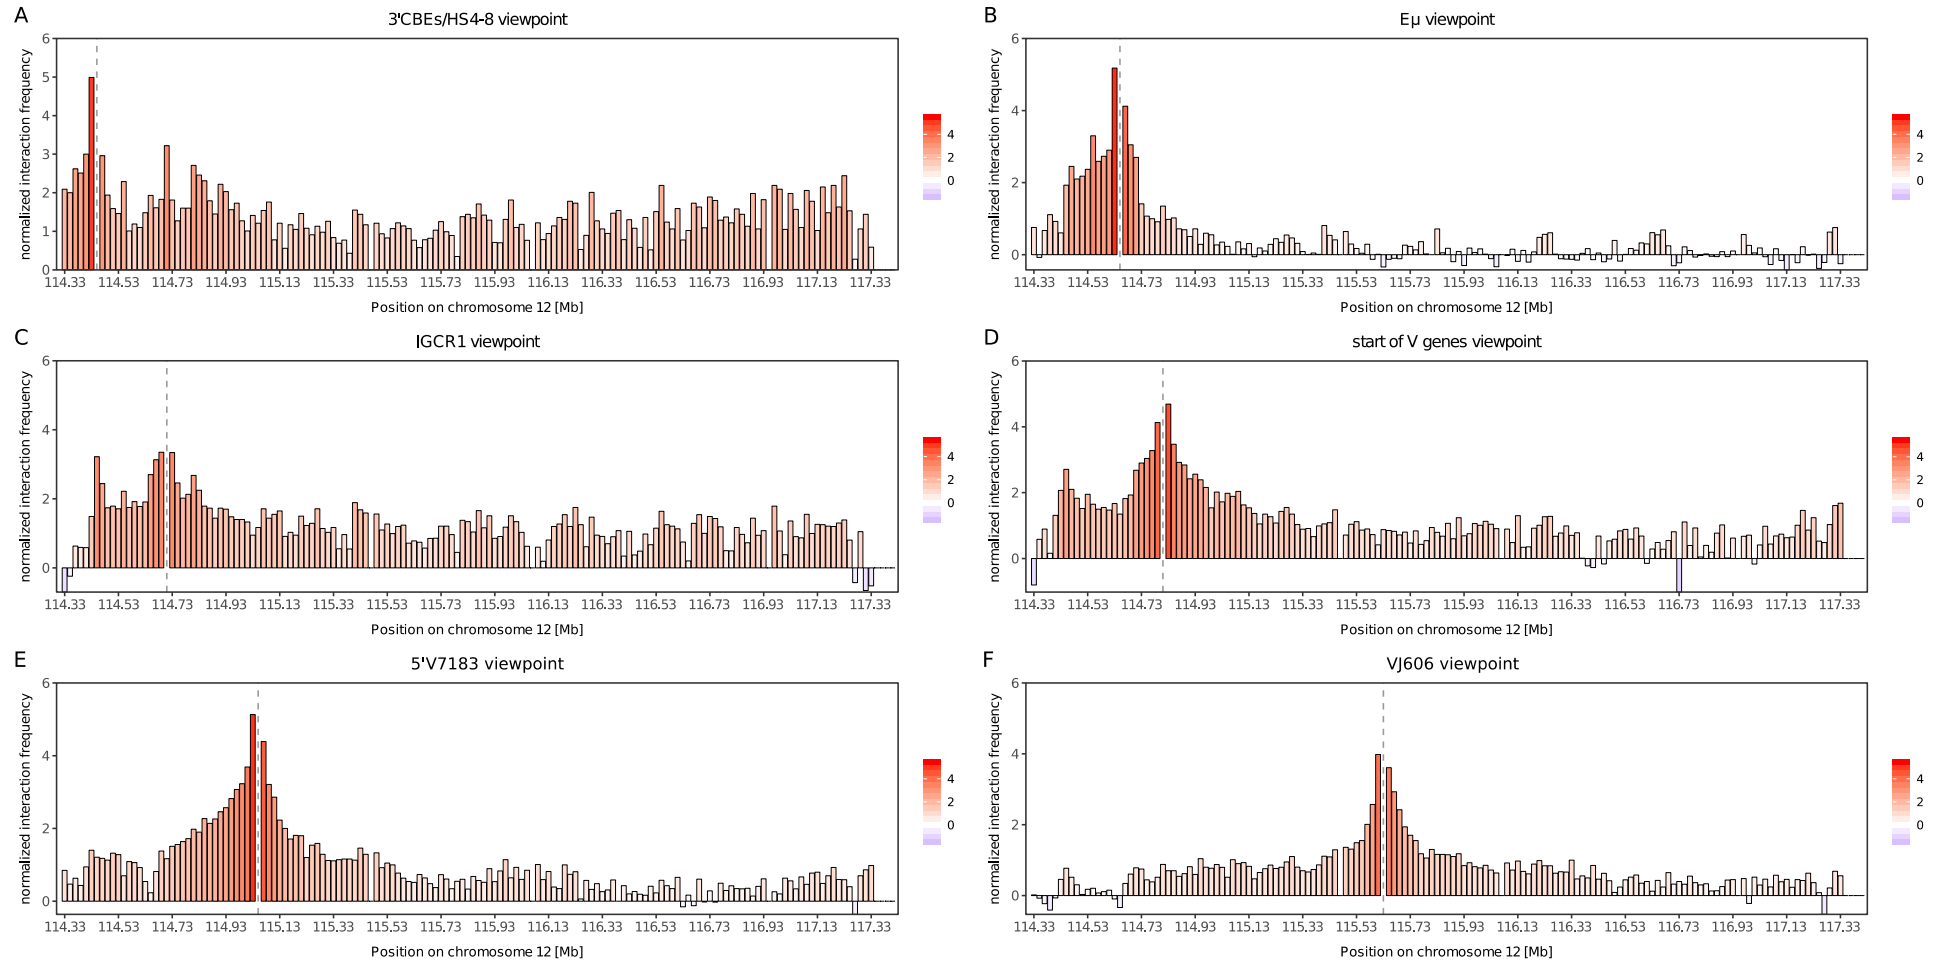 A
3'CBEs/HS4-8 viewpoint
normalized interaction frequency
6
5
4
3
2
1
0
114.33 114.53 114.73 114.93 115.13 115.33 115.53 115.73 115.93 116.13 116.33 116.53 116.73 116.93 117.13 117.33
Position on chromosome 12 [Mb]
4
2
0
B
Eμ viewpoint
normalized interaction frequency
6
4
2
0
114.33 114.53 114.73 114.93 115.13 115.33 115.53 115.73 115.93 116.13 116.33 116.53 116.73 116.93 117.13 117.33
Position on chromosome 12 [Mb]
4
2
0
C
IGCR1 viewpoint
normalized interaction frequency
6
4
2
0
114.33 114.53 114.73 114.93 115.13 115.33 115.53 115.73 115.93 116.13 116.33 116.53 116.73 116.93 117.13 117.33
Position on chromosome 12 [Mb]
4
2
0
D
start of V genes viewpoint
normalized interaction frequency
6
4
2
0
114.33 114.53 114.73 114.93 115.13 115.33 115.53 115.73 115.93 116.13 116.33 116.53 116.73 116.93 117.13 117.33
Position on chromosome 12 [Mb]
4
2
0
E
5'V7183 viewpoint
normalized interaction frequency
6
4
2
0
114.33 114.53 114.73 114.93 115.13 115.33 115.53 115.73 115.93 116.13 116.33 116.53 116.73 116.93 117.13 117.33
Position on chromosome 12 [Mb]
4
2
0
F
VJ606 viewpoint
normalized interaction frequency
6
4
2
0
114.33 114.53 114.73 114.93 115.13 115.33 115.53 115.73 115.93 116.13 116.33 116.53 116.73 116.93 117.13 117.33
Position on chromosome 12 [Mb]
4
2
0